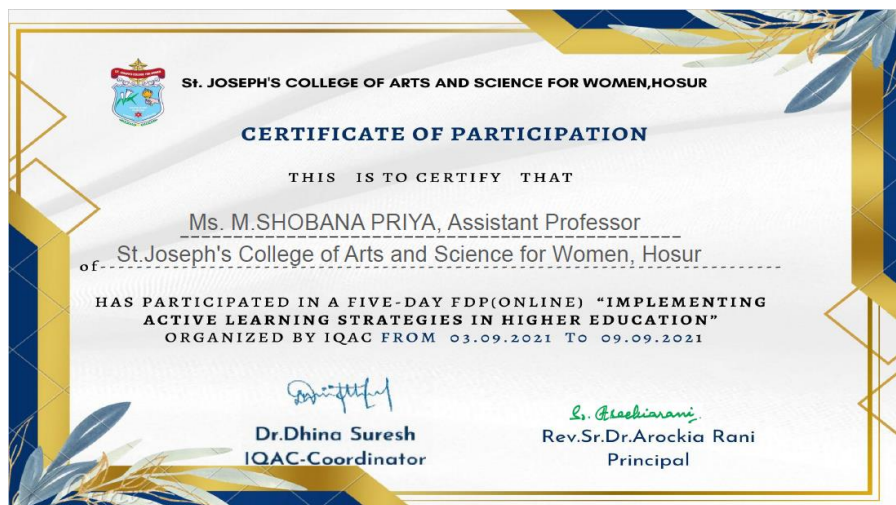 St. JOSEPH'S COLLEGE OF ARTS AND SCIENCE FOR WOMEN,HOSUR
CERTIFICATE OF PARTICIPATION
THIS IS TO CERTIFY THAT
Ms. M.SHOBANA PRIYA, Assistant Professor
of St.Joseph's College of Arts and Science for Women, Hosur
HAS PARTICIPATED IN A FIVE-DAY FDP(ONLINE) "IMPLEMENTING
ACTIVE LEARNING STRATEGIES IN HIGHER EDUCATION"
ORGANIZED BY IQAC FROM 03.09.2021 To 09.09.2021
Dr.Dhina Suresh
IQAC-Coordinator
Rev.Sr.Dr.Arockia Rani
Principal